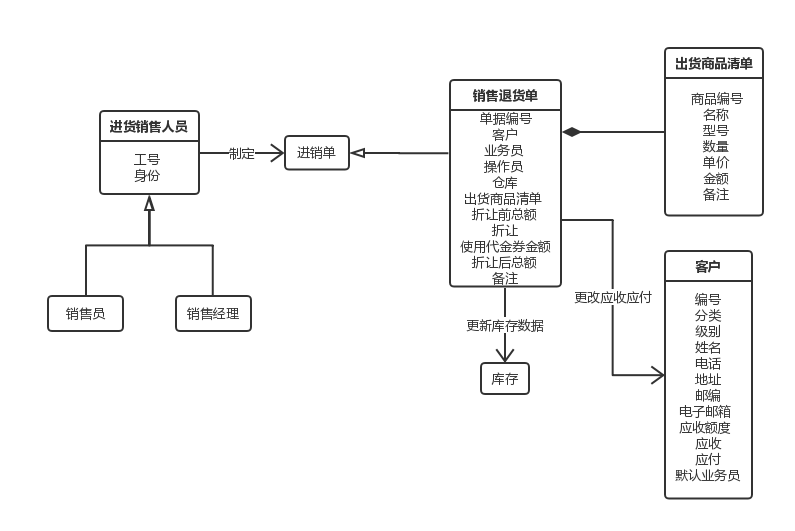 进货销售人员
工号
身份
销售员
销售经理
制定
进销单
销售退货单
单据编号
客户
业务员
操作员
仓库
出货商品清单
折让前总额
折让
使用代金券金额
折让后总额
备注
更新库存数据
库存
更改应收应付
出货商品清单
商品编号
名称
型号
数量
单价
金额
备注
客户
编号
分类
级别
姓名
电话
地址
邮编
电子邮箱
应收额度
应收
应付
默认业务员